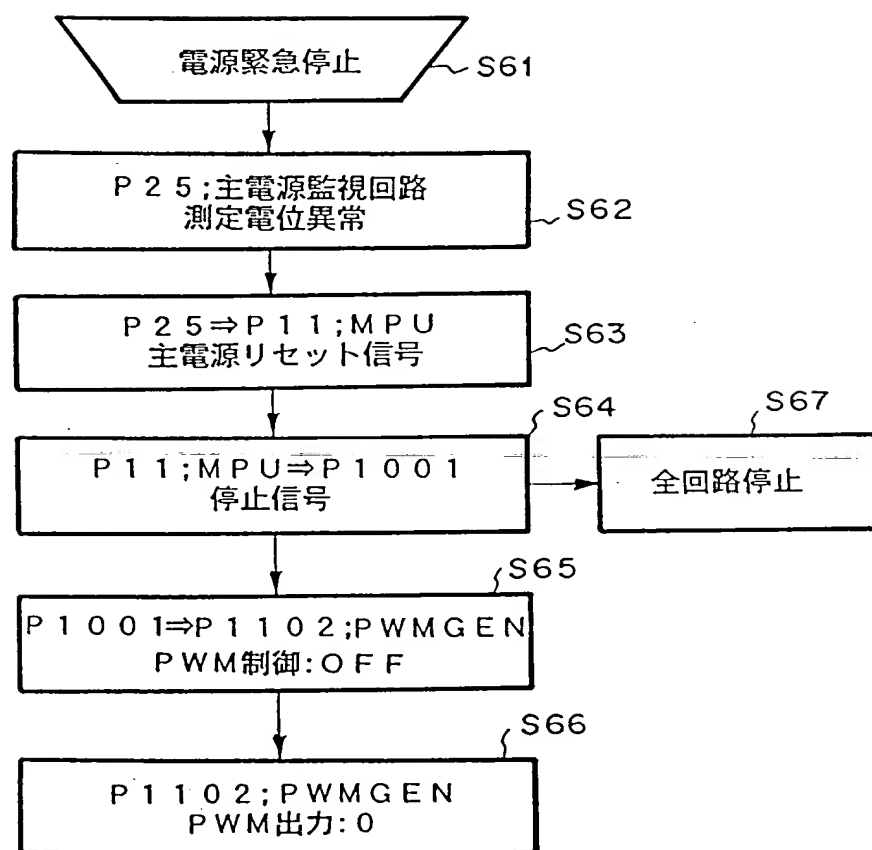 電源緊急停止
S61
P25;主電源監視回路
測定電位異常
S62
P25⇒P11;MPU
主電源リセット信号
S63
S64
P11;MPU⇒P1001
停止信号
S67
全回路停止
S65
P1001⇒P1102;PWMGEN
PWM制御:OFF
S66
P1102;PWMGEN
PWM出力:0